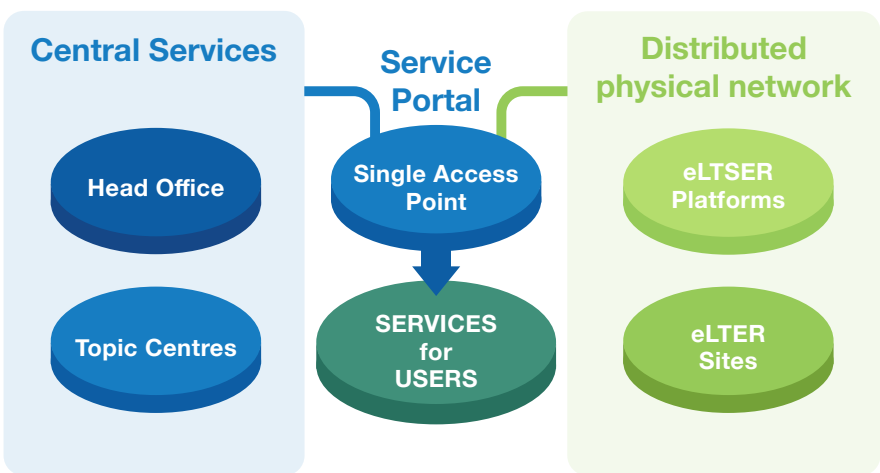 Central Services
Head Office
Topic Centres
Service
Portal
Single Access
Point
SERVICES
for
USERS
Distributed
physical network
eLTSER
Platforms
eLTER
Sites